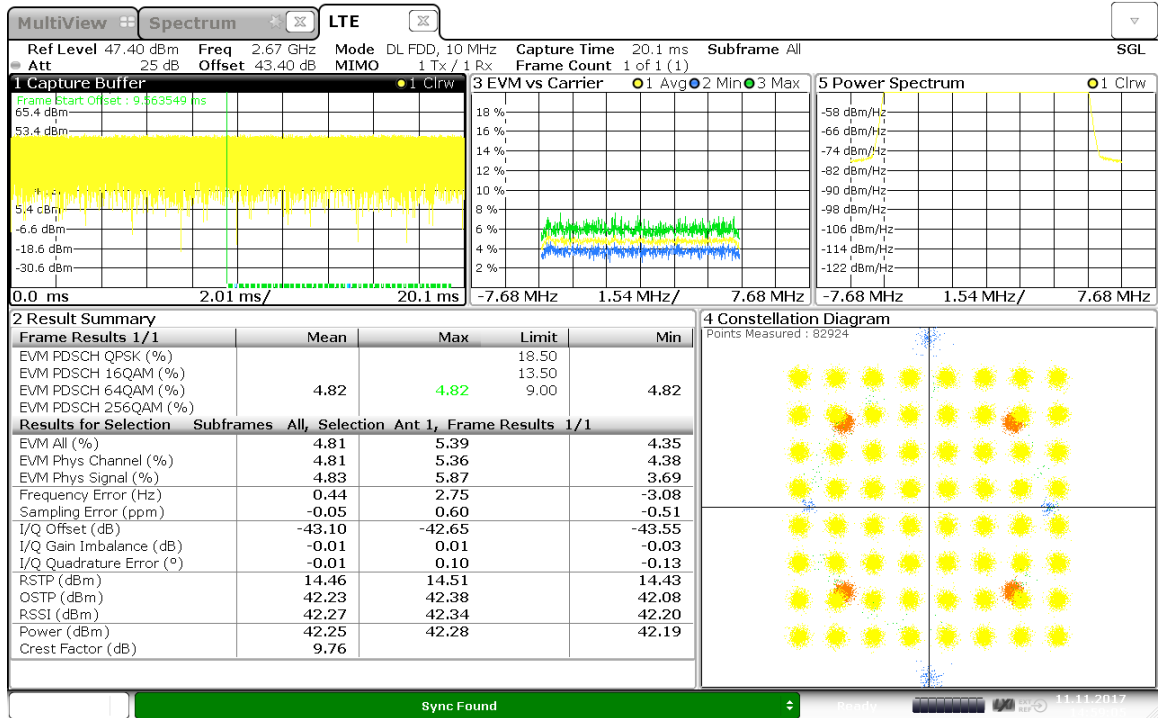 MultiView Spectrum LTE
Ref Level 47.40 dBm Freq 2.67 GHz Mode DL FDD, 10 MHz Capture Time 20.1 ms Subframe All SGL
Att 25 dB Offset 43.40 dB MIMO 1 Tx / 1 Rx Frame Count 1 of 1 (1)
1 Capture Buffer 1 Clrw
Frame Start Offset : 9.563549 ms
65.4 dBm
53.4 dBm
5.4 dBm
-6.6 dBm
-18.6 dBm
-30.6 dBm
0.0 ms 2.01 ms/ 20.1 ms
3 EVM vs Carrier 1 Avg 2 Min 3 Max
18 %
16 %
14 %
12 %
10 %
8 %
6 %
4 %
2 %
-7.68 MHz 1.54 MHz/ 7.68 MHz
5 Power Spectrum 1 Clrw
-58 dBm/Hz
-66 dBm/Hz
-74 dBm/Hz
-82 dBm/Hz
-90 dBm/Hz
-98 dBm/Hz
-106 dBm/Hz
-114 dBm/Hz
-122 dBm/Hz
-7.68 MHz 1.54 MHz/ 7.68 MHz
2 Result Summary
Frame Results 1/1 Mean Max Limit Min
EVM PDSCH QPSK (%) 18.50
EVM PDSCH 16QAM (%) 13.50
EVM PDSCH 64QAM (%) 4.82 4.82 9.00 4.82
EVM PDSCH 256QAM (%)
Results for Selection Subframes All, Selection Ant 1, Frame Results 1/1
EVM All (%) 4.81 5.39 4.35
EVM Phys Channel (%) 4.81 5.36 4.38
EVM Phys Signal (%) 4.83 5.87 3.69
Frequency Error (Hz) 0.44 2.75 -3.08
Sampling Error (ppm) -0.05 0.60 -0.51
I/Q Offset (dB) -43.10 -42.65 -43.55
I/Q Gain Imbalance (dB) -0.01 0.01 -0.03
I/Q Quadrature Error (°) -0.01 0.10 -0.13
RSTP (dBm) 14.46 14.51 14.43
OSTP (dBm) 42.23 42.38 42.08
RSSI (dBm) 42.27 42.34 42.20
Power (dBm) 42.25 42.28 42.19
Crest Factor (dB) 9.76
4 Constellation Diagram
Points Measured : 82924
Sync Found
Ready
LXI
11.11.2017